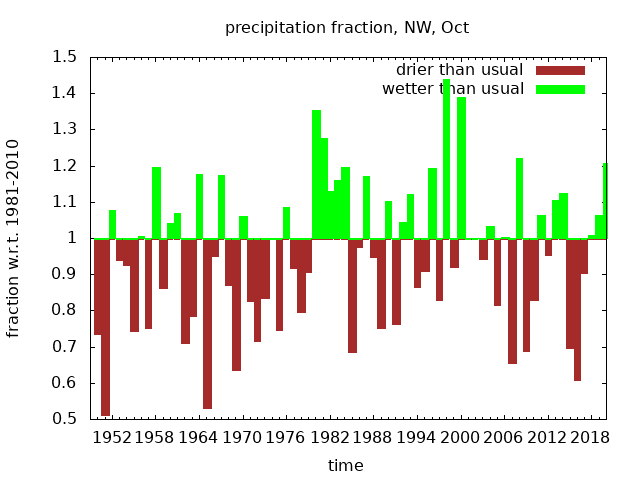 precipitation fraction, NW, Oct
drier than usual
wetter than usual
fraction w.r.t. 1981-2010
1.5
1.4
1.3
1.2
1.1
1
0.9
0.8
0.7
0.6
0.5
1952 1958 1964 1970 1976 1982 1988 1994 2000 2006 2012 2018
time